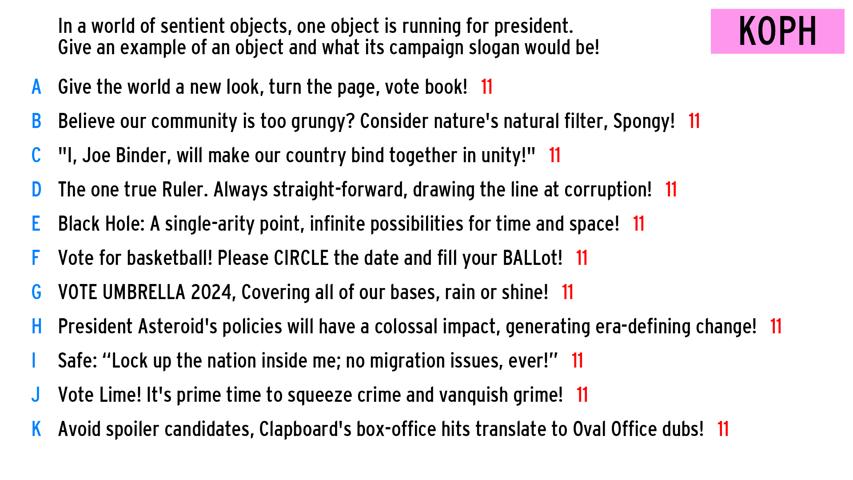 In a world of sentient objects, one object is running for president.
Give an example of an object and what its campaign slogan would be!
KOPH
A Give the world a new look, turn the page, vote book! 11
B Believe our community is too grungy? Consider nature's natural filter, Spongy! 11
C "I, Joe Binder, will make our country bind together in unity!" 11
D The one true Ruler. Always straight-forward, drawing the line at corruption! 11
E Black Hole: A single-arity point, infinite possibilities for time and space! 11
F Vote for basketball! Please CIRCLE the date and fill your BALLot! 11
G VOTE UMBRELLA 2024, Covering all of our bases, rain or shine! 11
H President Asteroid's policies will have a colossal impact, generating era-defining change! 11
I Safe: “Lock up the nation inside me; no migration issues, ever!” 11
J Vote Lime! It's prime time to squeeze crime and vanquish grime! 11
K Avoid spoiler candidates, Clapboard's box-office hits translate to Oval Office dubs! 11